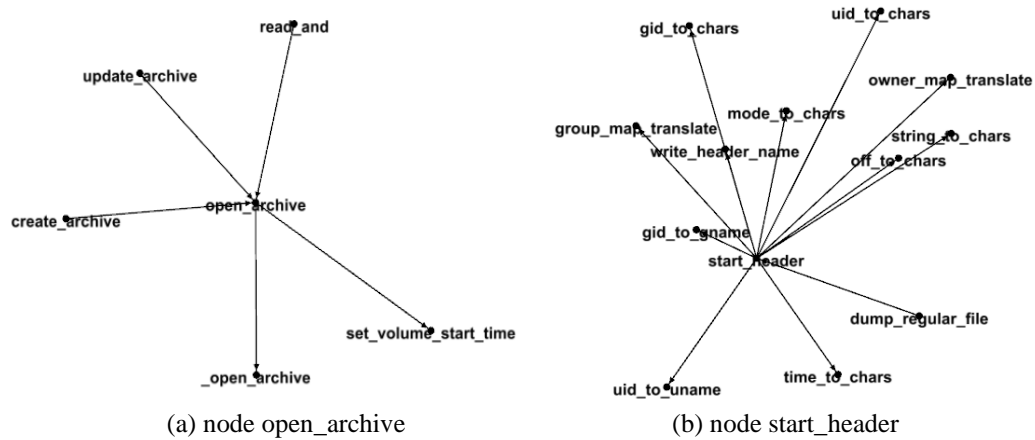 read_and
update_archive
open_archive
create_archive
set_volume_start_time
_open_archive
(a) node open_archive
uid_to_chars
gid_to_chars
owner_map_translate
mode_to_chars
group_map_translate
string_to_chars
write_header_name
off_to_chars
gid_to_gname
start_header
dump_regular_file
time_to_chars
uid_to_uname
(b) node start_header